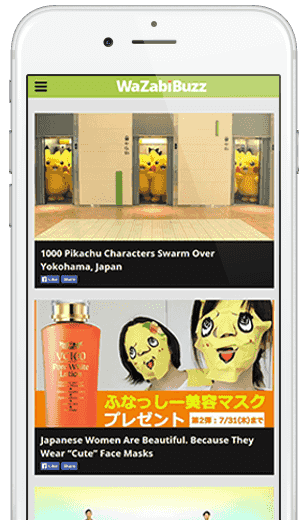 WaZabiBuzz
1000 Pikachu Characters Swarm Over
Yokohama, Japan
Like Share
YOKO
Pore White
Lotion
ふなっしー美容マスク
プレゼント 第2弾:7/31(木)まで
Japanese Women Are Beautiful. Because They
Wear “Cute” Face Masks
Like Share